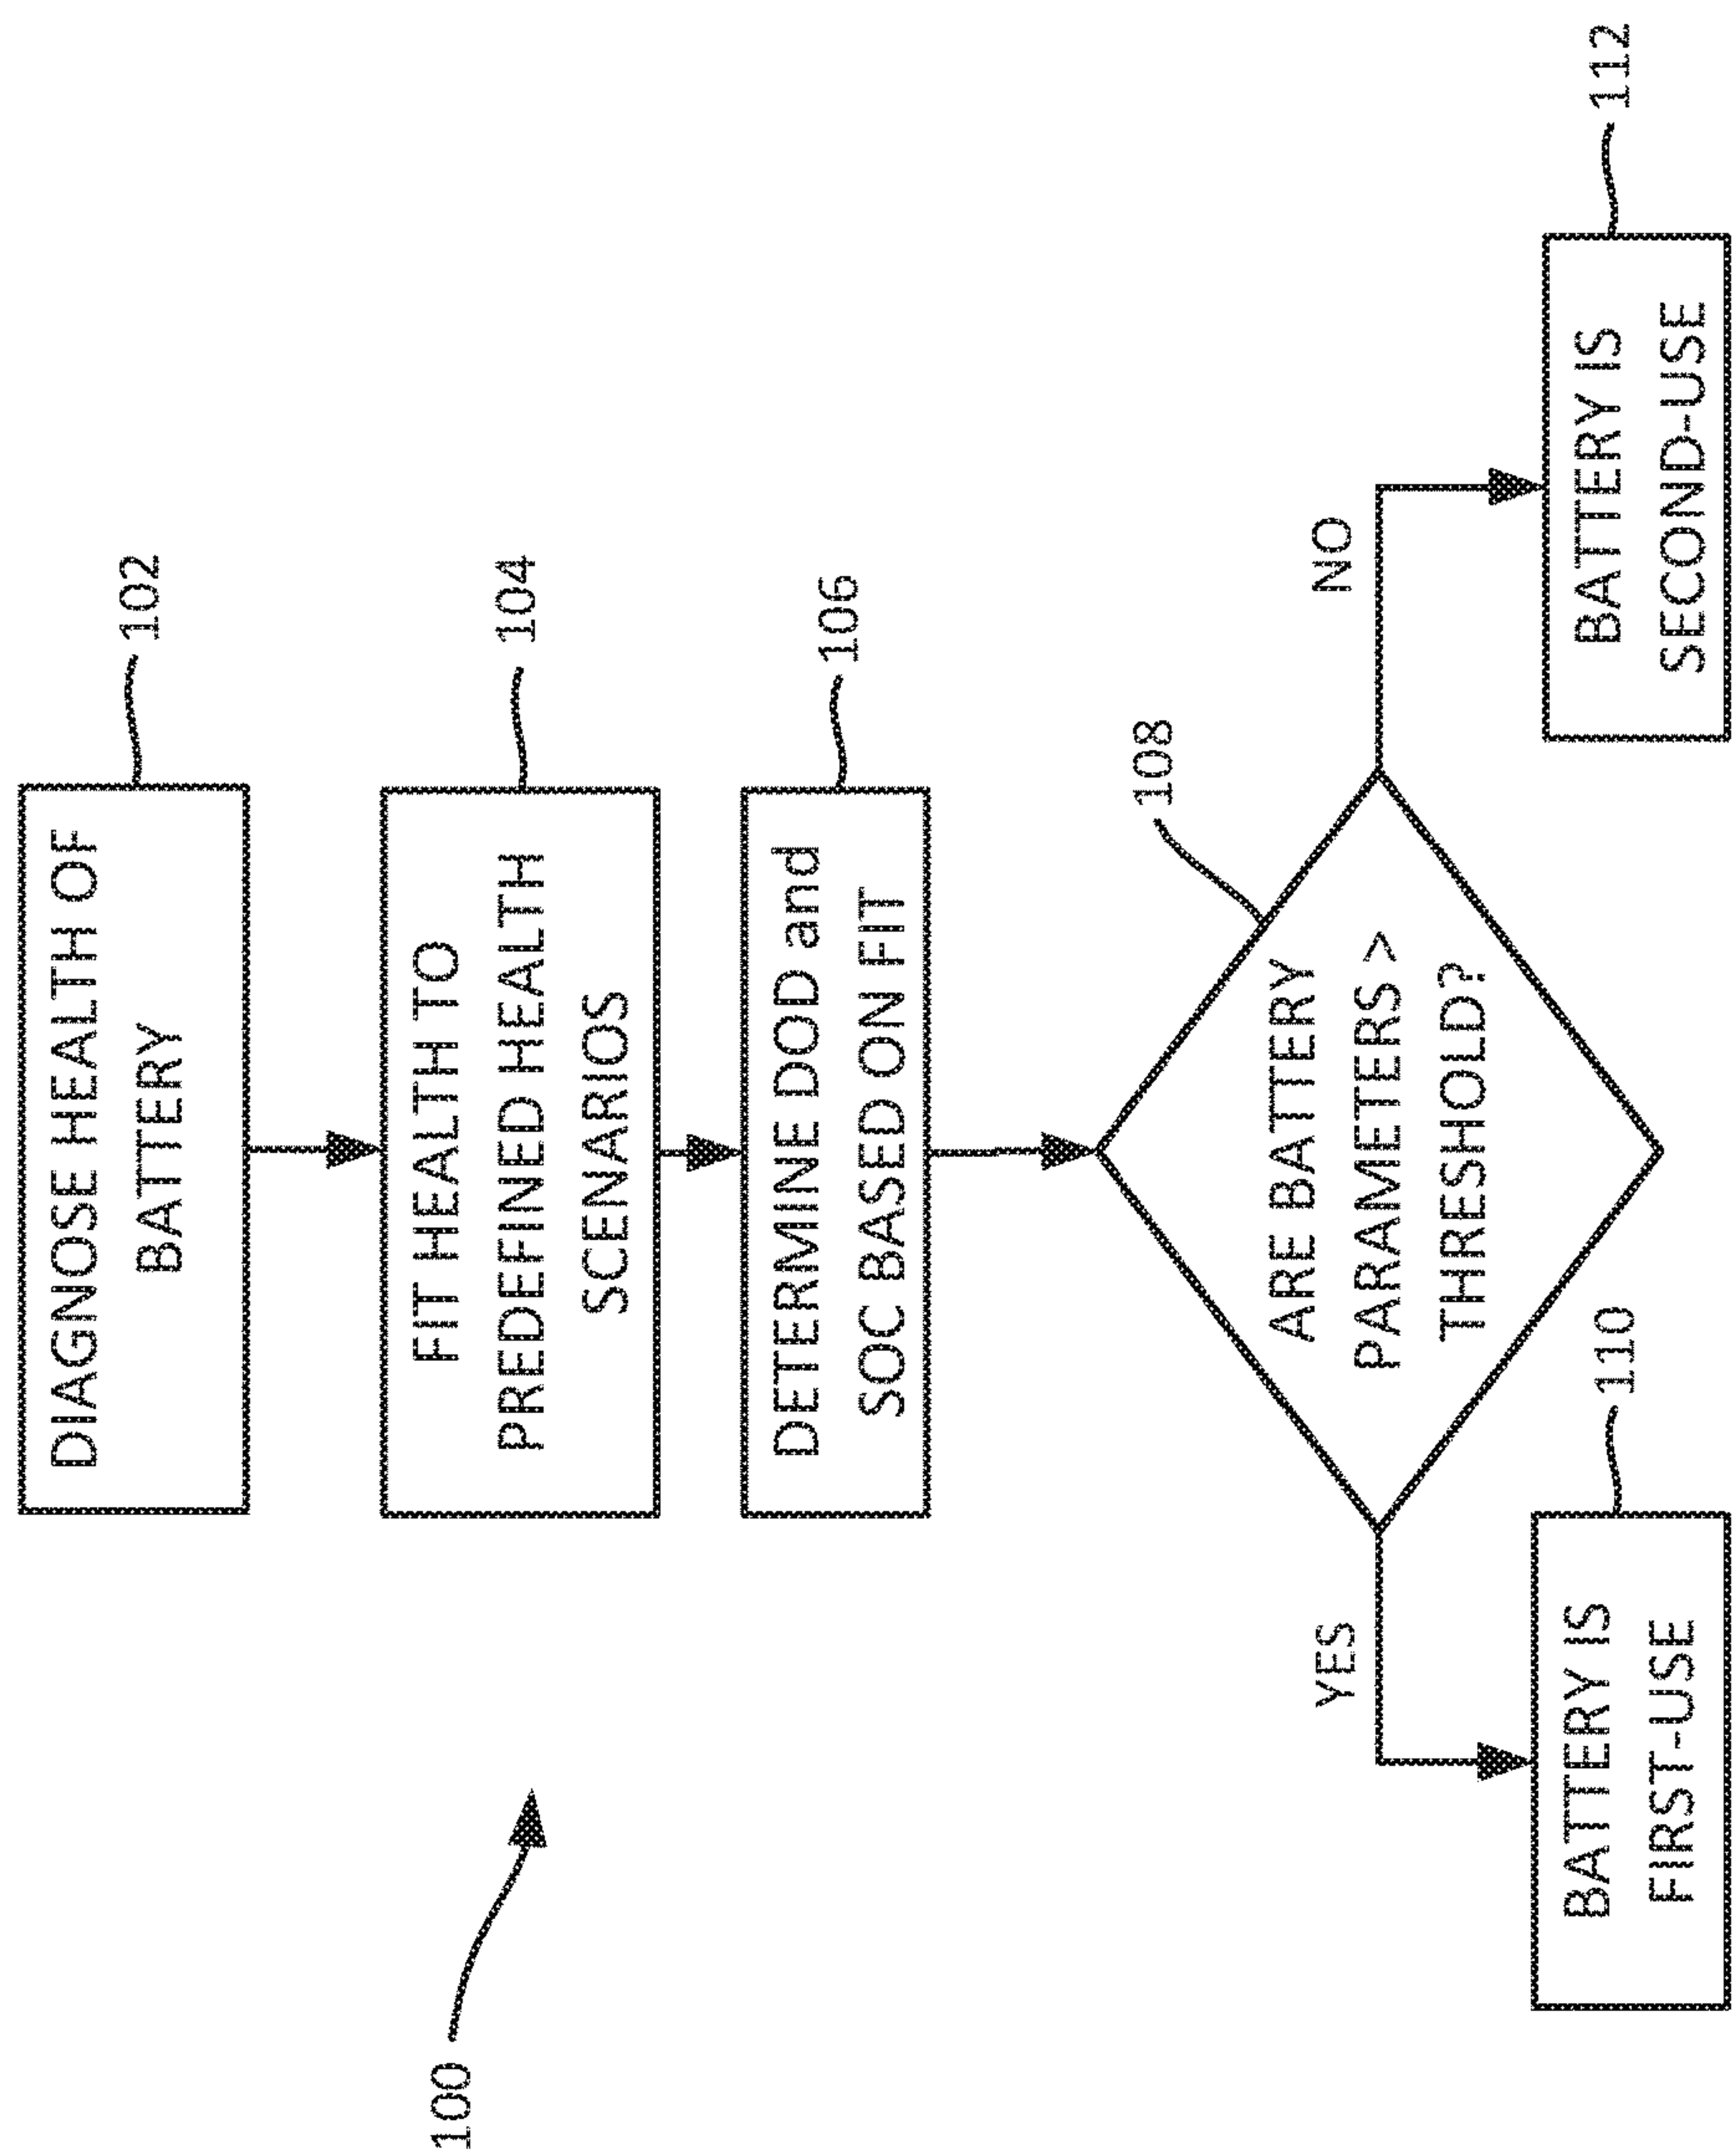 100
DIAGNOSE HEALTH OF
BATTERY
102
FIT HEALTH TO
PREDEFINED HEALTH
SCENARIOS
104
DETERMINE DOD and
SOC BASED ON FIT
106
ARE BATTERY
PARAMETERS >
THRESHOLD?
108
YES
NO
BATTERY IS
FIRST-USE
110
BATTERY IS
SECOND-USE
112